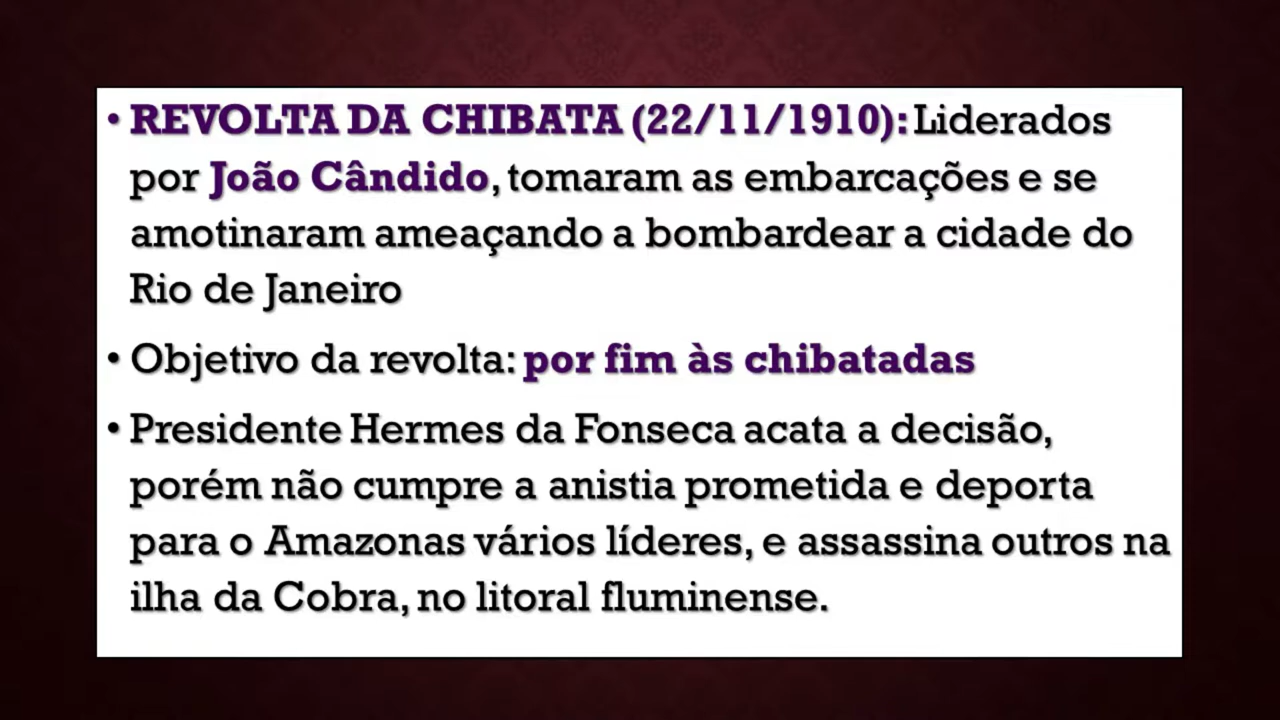 • REVOLTA DA CHIBATA (22/11/1910): Liderados
por João Cândido, tomaram as embarcações e se
amotinaram ameaçando a bombardear a cidade do
Rio de Janeiro
• Objetivo da revolta: por fim às chibatadas
• Presidente Hermes da Fonseca acata a decisão,
porém não cumpre a anistia prometida e deporta
para o Amazonas vários líderes, e assassina outros na
ilha da Cobra, no litoral fluminense.